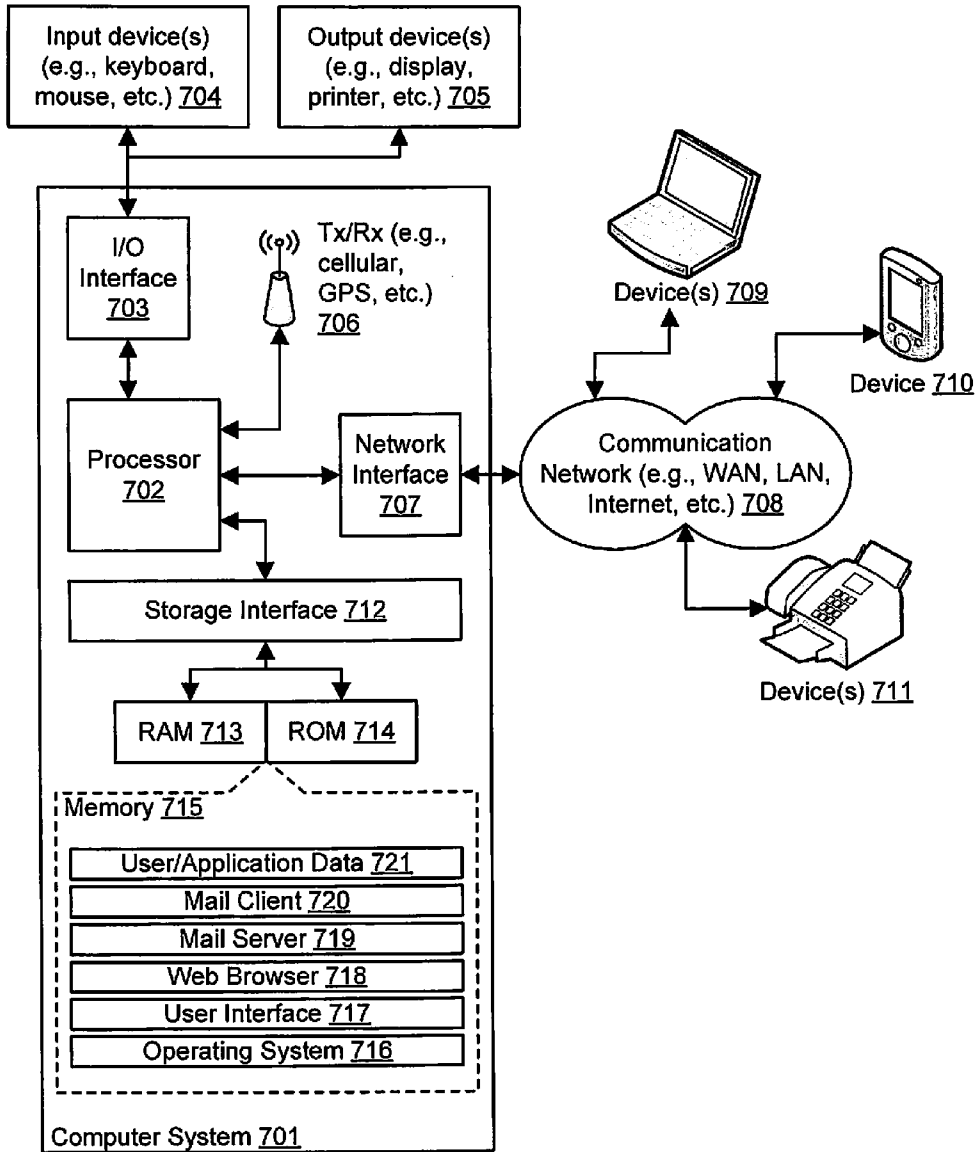 Input device(s)
(e.g., keyboard,
mouse, etc.) 704
Output device(s)
(e.g., display,
printer, etc.) 705
I/O
Interface
703
Tx/Rx (e.g.,
cellular,
GPS, etc.)
706
Device(s) 709
Device 710
Processor
702
Network
Interface
707
Communication
Network (e.g., WAN, LAN,
Internet, etc.) 708
Storage Interface 712
Device(s) 711
RAM 713
ROM 714
Memory 715
User/Application Data 721
Mail Client 720
Mail Server 719
Web Browser 718
User Interface 717
Operating System 716
Computer System 701